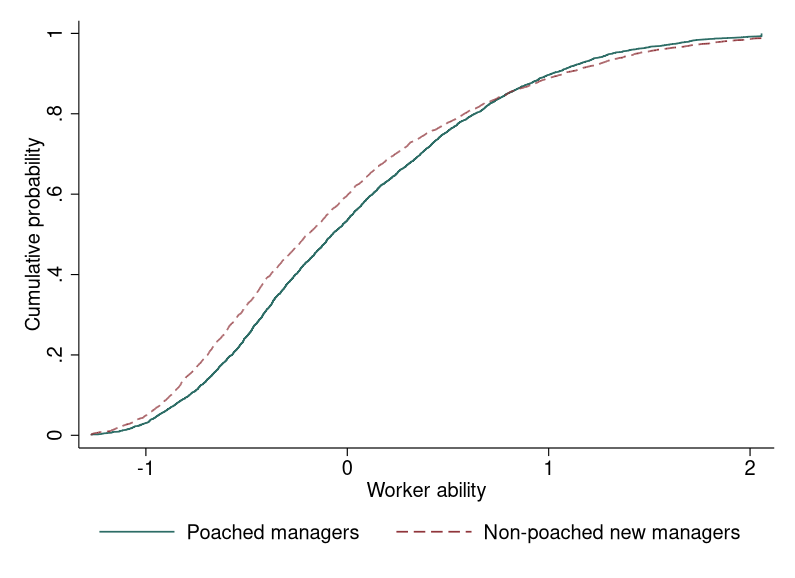 Cumulative probability
1
.8
.6
.4
.2
0
-1 0 1 2
Worker ability
Poached managers Non-poached new managers